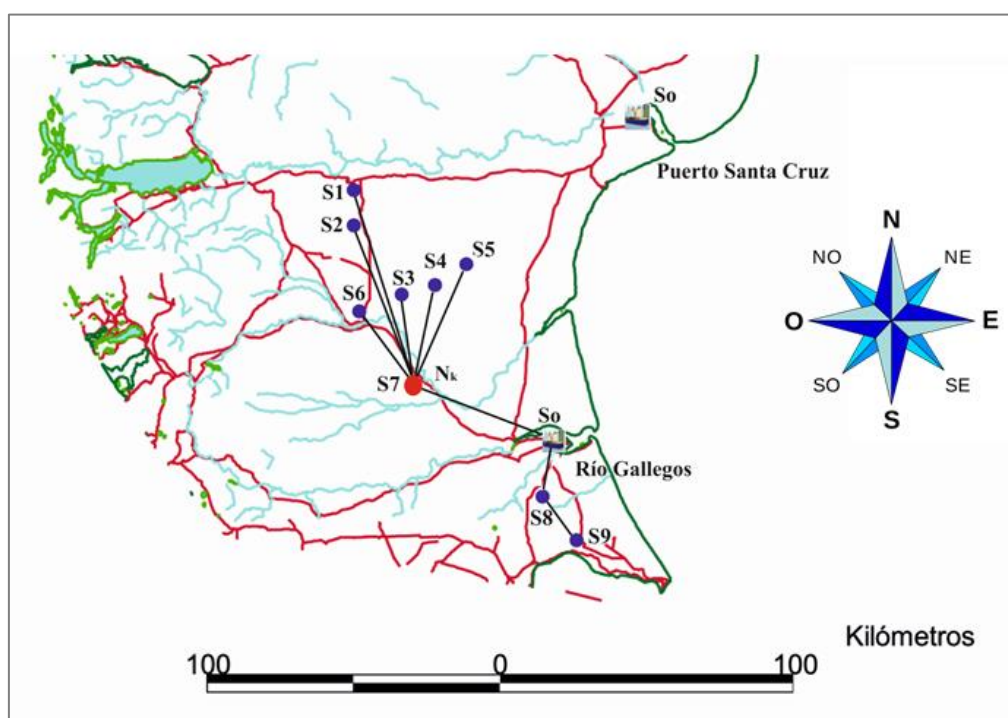 So
Puerto Santa Cruz
S1
S2
S3
S4
S5
S6
S7
Nk
So
Río Gallegos
S8
S9
N
NO
NE
O
E
SO
SE
S
Kilómetros
100
0
100